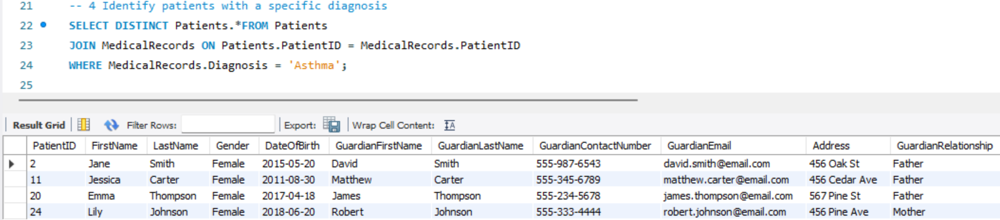 21 -- 4 Identify patients with a specific diagnosis
22 SELECT DISTINCT Patients.*FROM Patients
23 JOIN MedicalRecords ON Patients.PatientID = MedicalRecords.PatientID
24 WHERE MedicalRecords.Diagnosis = 'Asthma';
25
Result Grid Filter Rows: Export: Wrap Cell Content:
PatientID FirstName LastName Gender DateOfBirth GuardianFirstName GuardianLastName GuardianContactNumber GuardianEmail Address GuardianRelationship
2 Jane Smith Female 2015-05-20 David Smith 555-987-6543 david.smith@email.com 456 Oak St Father
11 Jessica Carter Female 2011-08-30 Matthew Carter 555-345-6789 matthew.carter@email.com 456 Cedar Ave Father
20 Emma Thompson Female 2017-04-18 James Thompson 555-234-5678 james.thompson@email.com 567 Pine St Father
24 Lily Johnson Female 2018-06-20 Robert Johnson 555-333-4444 robert.johnson@email.com 456 Pine Ave Mother